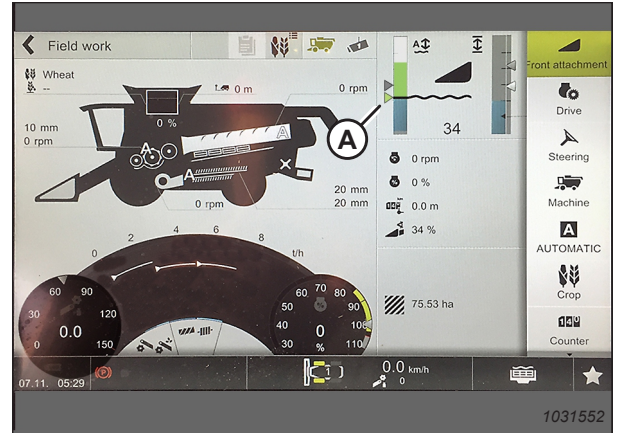 Field work
Wheat
--
0 m
0 rpm
0 %
10 mm
0 rpm
A
A
A
20 mm
20 mm
0 rpm
0 2 4 6 8 t/h
0 30 60 90 120 150
0.0
30 40 50 60 70 80 90 100 110
0
%
A
34
A
0 rpm
0 %
0.0 m
34 %
75.53 ha
Front attachment
Drive
Steering
Machine
A
AUTOMATIC
Crop
Counter
07.11. 05:29
(P)
1
0.0 km/h
0
1031552